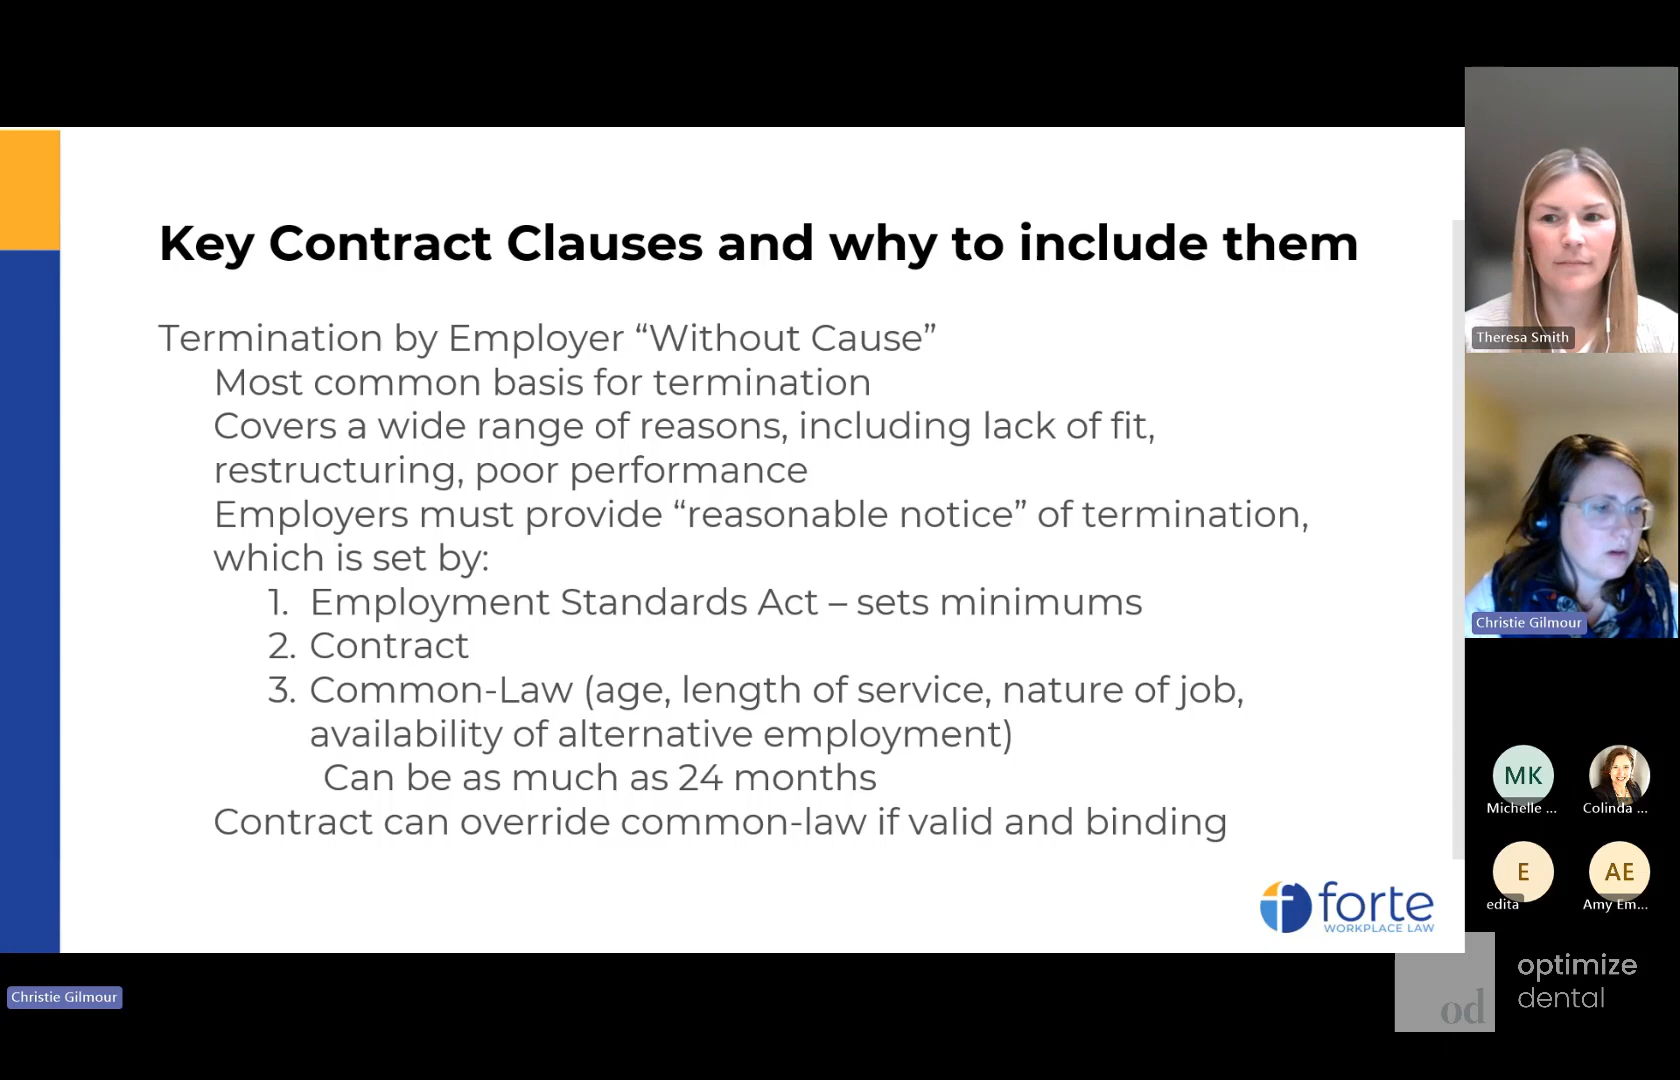 Key Contract Clauses and why to include them
Termination by Employer “Without Cause”
Most common basis for termination
Covers a wide range of reasons, including lack of fit,
restructuring, poor performance
Employers must provide “reasonable notice” of termination,
which is set by:
1. Employment Standards Act – sets minimums
2. Contract
3. Common-Law (age, length of service, nature of job,
availability of alternative employment)
Can be as much as 24 months
Contract can override common-law if valid and binding
forte
WORKPLACE LAW
Christie Gilmour
Theresa Smith
Christie Gilmour
MK
Michelle ...
Colinda ...
E
edita
AE
Amy Em...
od
optimize
dental